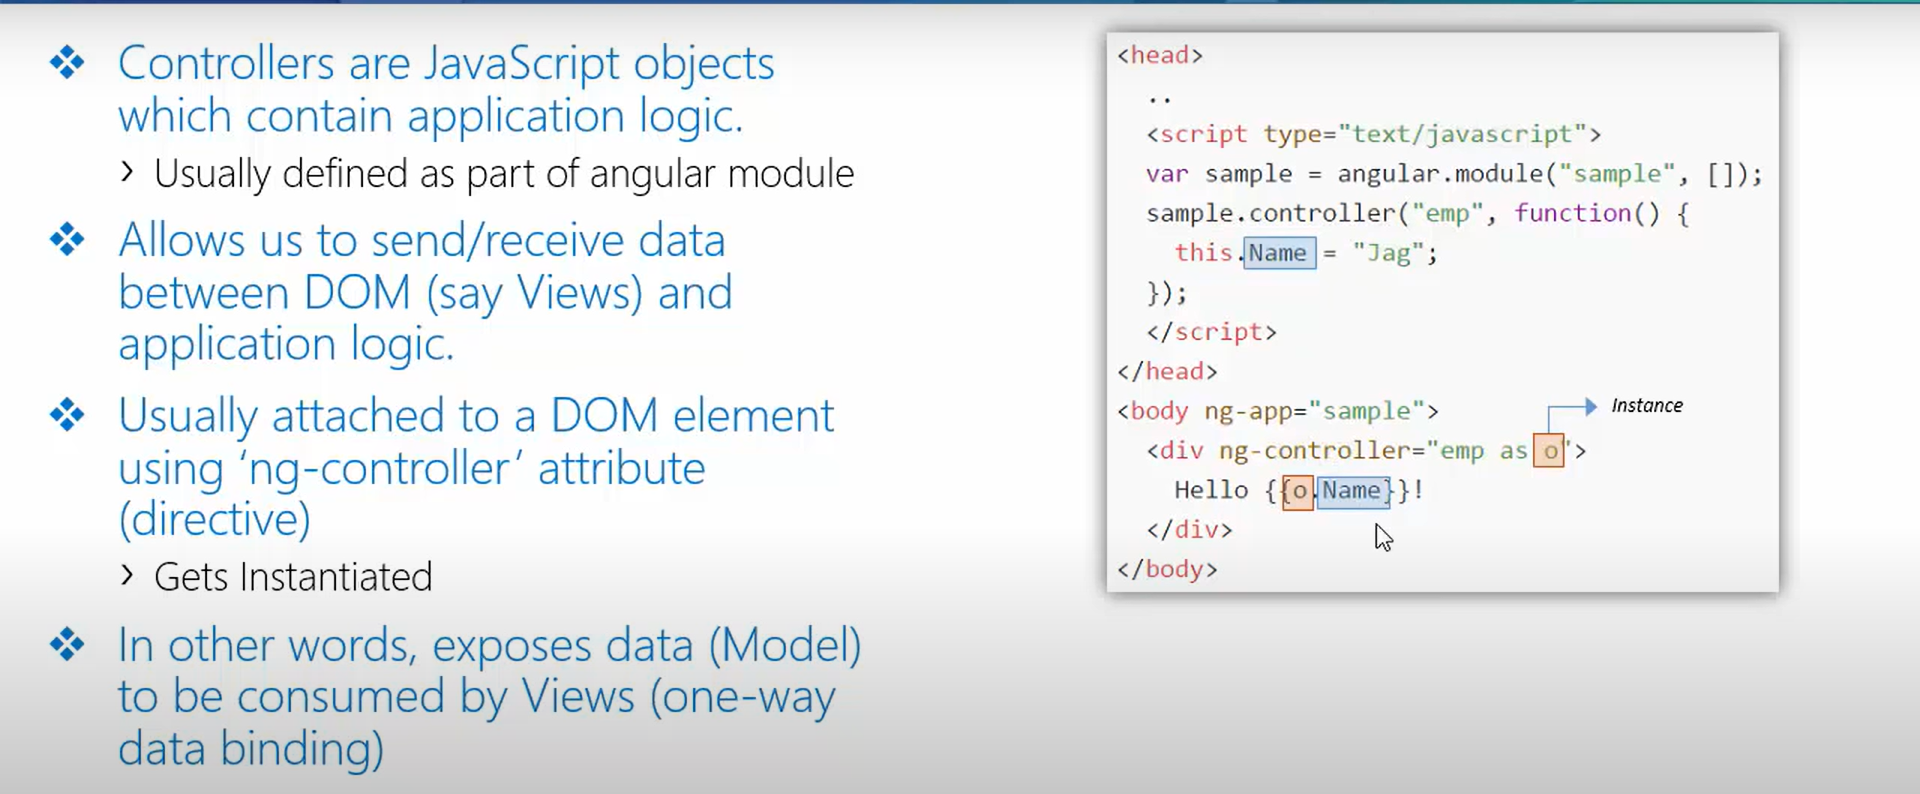 Controllers are JavaScript objects
which contain application logic.
› Usually defined as part of angular module
Allows us to send/receive data
between DOM (say Views) and
application logic.
Usually attached to a DOM element
using ‘ng-controller’ attribute
(directive)
› Gets Instantiated
In other words, exposes data (Model)
to be consumed by Views (one-way
data binding)
<head>
..
<script type="text/javascript">
var sample = angular.module("sample", []);
sample.controller("emp", function() {
this.Name = "Jag";
});
</script>
</head>
<body ng-app="sample">
Instance
<div ng-controller="emp as o">
Hello {{o.Name}}!
</div>
</body>